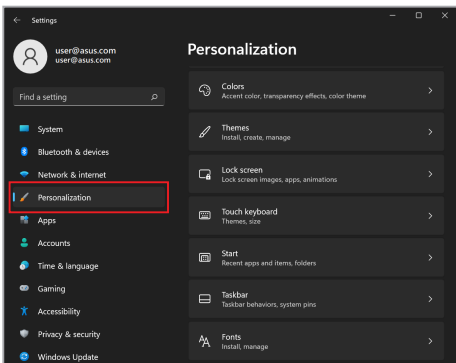 Settings
user@asus.com
user@asus.com
Find a setting
System
Bluetooth & devices
Network & internet
Personalization
Apps
Accounts
Time & language
Gaming
Accessibility
Privacy & security
Windows Update
Personalization
Colors
Accent color, transparency effects, color theme
Themes
Install, create, manage
Lock screen
Lock screen images, apps, animations
Touch keyboard
Themes, size
Start
Recent apps and items, folders
Taskbar
Taskbar behaviors, system pins
Fonts
Install, manage